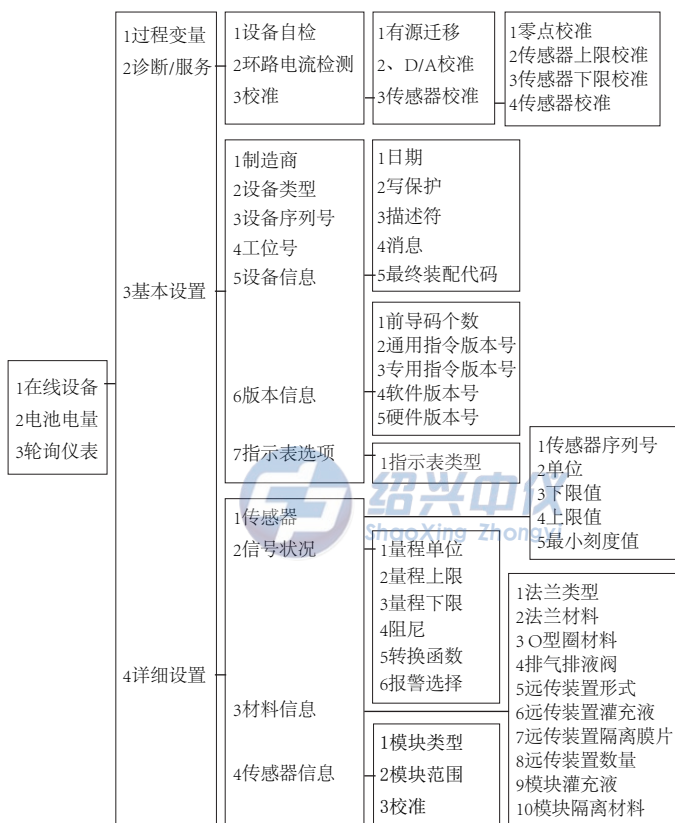 1在线设备
2电池电量
3轮询仪表
1过程变量
2诊断/服务
3基本设置
4详细设置
1设备自检
2环路电流检测
3校准
1有源迁移
2、D/A校准
3传感器校准
1零点校准
2传感器上限校准
3传感器下限校准
4传感器校准
1制造商
2设备类型
3设备序列号
4工位号
5设备信息
6版本信息
7指示表选项
1日期
2写保护
3描述符
4消息
5最终装配代码
1前导码个数
2通用指令版本号
3专用指令版本号
4软件版本号
5硬件版本号
1指示表类型
1传感器
2信号状况
3材料信息
4传感器信息
1传感器序列号
2单位
3下限值
4上限值
5最小刻度值
1量程单位
2量程上限
3量程下限
4阻尼
5转换函数
6报警选择
1法兰类型
2法兰材料
3 O型圈材料
4排气排液阀
5远传装置形式
6远传装置灌充液
7远传装置隔离膜片
8远传装置数量
9模块灌充液
10模块隔离材料
1模块类型
2模块范围
3校准
绍兴中仪
ShaoXing Zhongyi